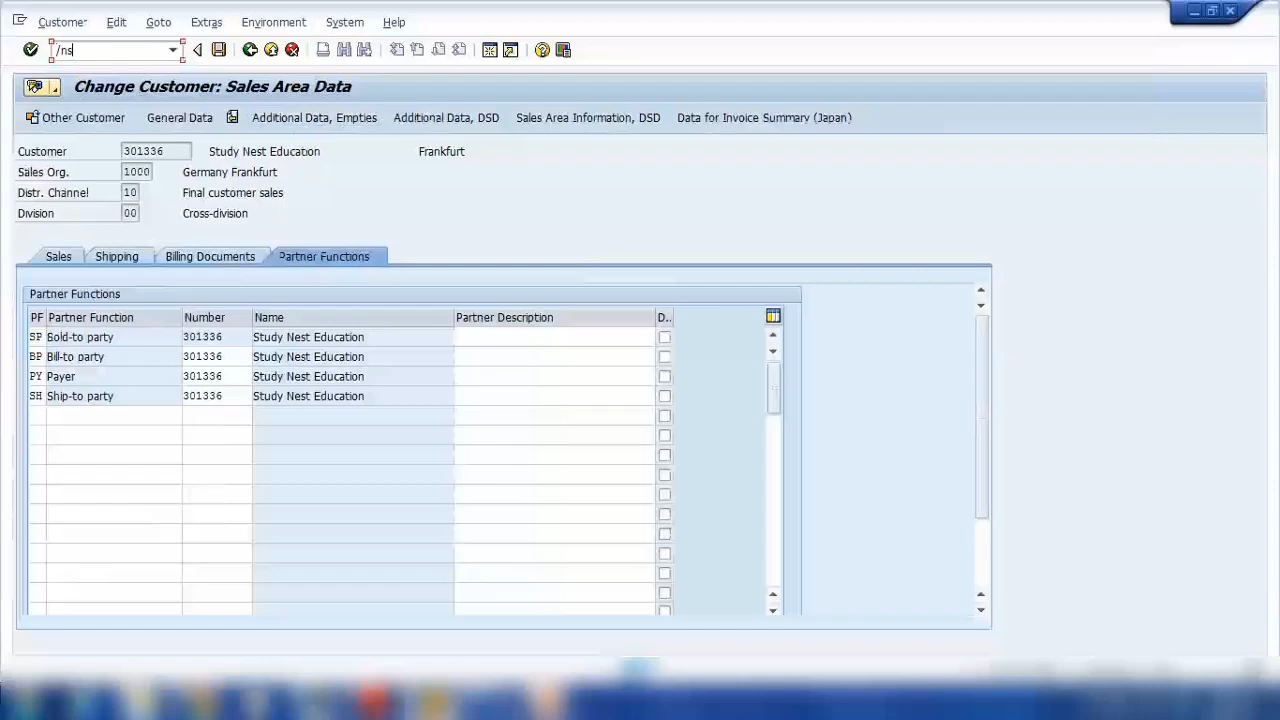 Customer Edit Goto Extras Environment System Help
/ns
Change Customer: Sales Area Data
Other Customer General Data Additional Data, Empties Additional Data, DSD Sales Area Information, DSD Data for Invoice Summary (Japan)
Customer 301336 Study Nest Education Frankfurt
Sales Org. 1000 Germany Frankfurt
Distr. Channel 10 Final customer sales
Division 00 Cross-division
Sales Shipping Billing Documents Partner Functions
Partner Functions
PF Partner Function Number Name Partner Description D..
SP Sold-to party 301336 Study Nest Education
BP Bill-to party 301336 Study Nest Education
PY Payer 301336 Study Nest Education
SH Ship-to party 301336 Study Nest Education